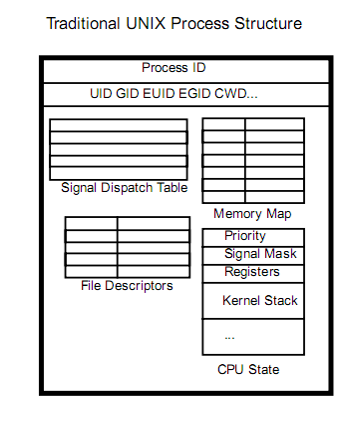 Traditional UNIX Process Structure
Process ID
UID GID EUID EGID CWD...
Signal Dispatch Table
Memory Map
File Descriptors
Priority
Signal Mask
Registers
Kernel Stack
...
CPU State